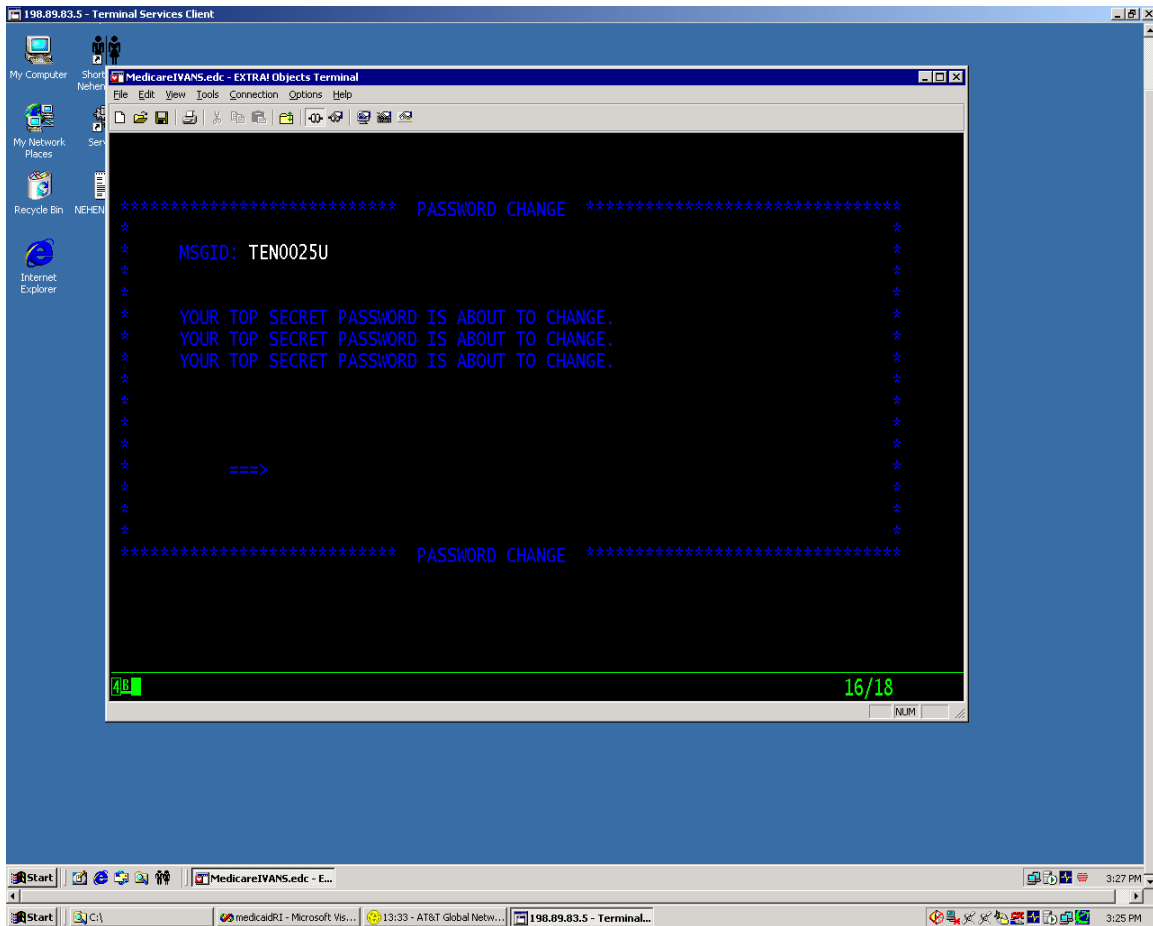 198.89.83.5 - Terminal Services Client
My Computer
Short
Nehen
MedicareIVANS.edc - EXTRA! Objects Terminal
File Edit View Tools Connection Options Help
My Network
Places
Serv
Recycle Bin
NEHEN
Internet
Explorer
**************************** PASSWORD CHANGE ********************************
MSGID: TEN0025U
YOUR TOP SECRET PASSWORD IS ABOUT TO CHANGE.
YOUR TOP SECRET PASSWORD IS ABOUT TO CHANGE.
YOUR TOP SECRET PASSWORD IS ABOUT TO CHANGE.
===>
**************************** PASSWORD CHANGE ********************************
4B 16/18
NUM
Start MedicareIVANS.edc - E... 3:27 PM
Start C:\ medicaidRI - Microsoft Vis... 13:33 - AT&T Global Netw... 198.89.83.5 - Terminal... 3:25 PM